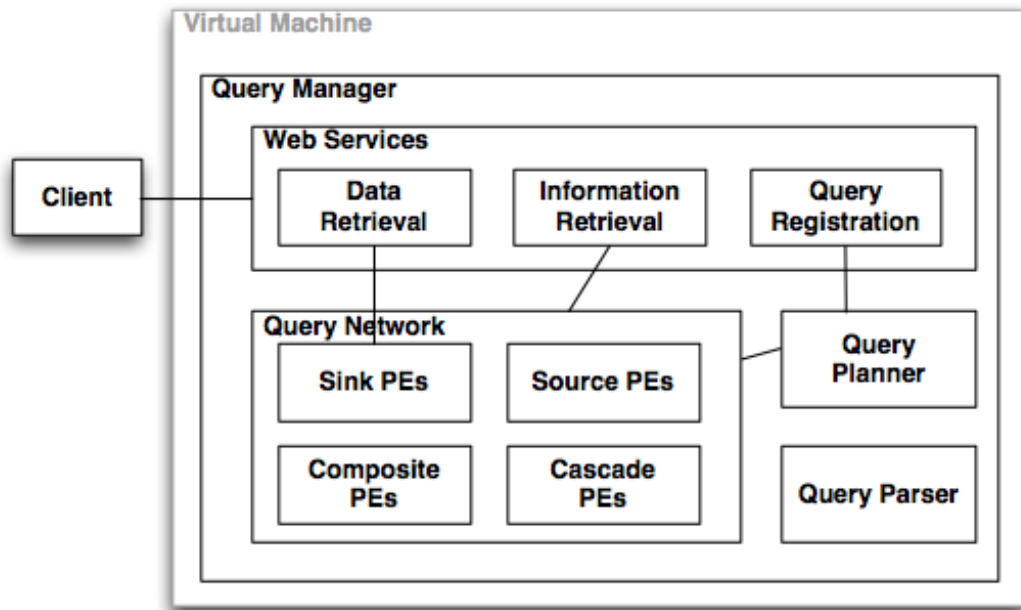 Virtual Machine
Query Manager
Web Services
Client
Data
Retrieval
Information
Retrieval
Query
Registration
Query Network
Sink PEs
Source PEs
Query
Planner
Composite
PEs
Cascade
PEs
Query Parser